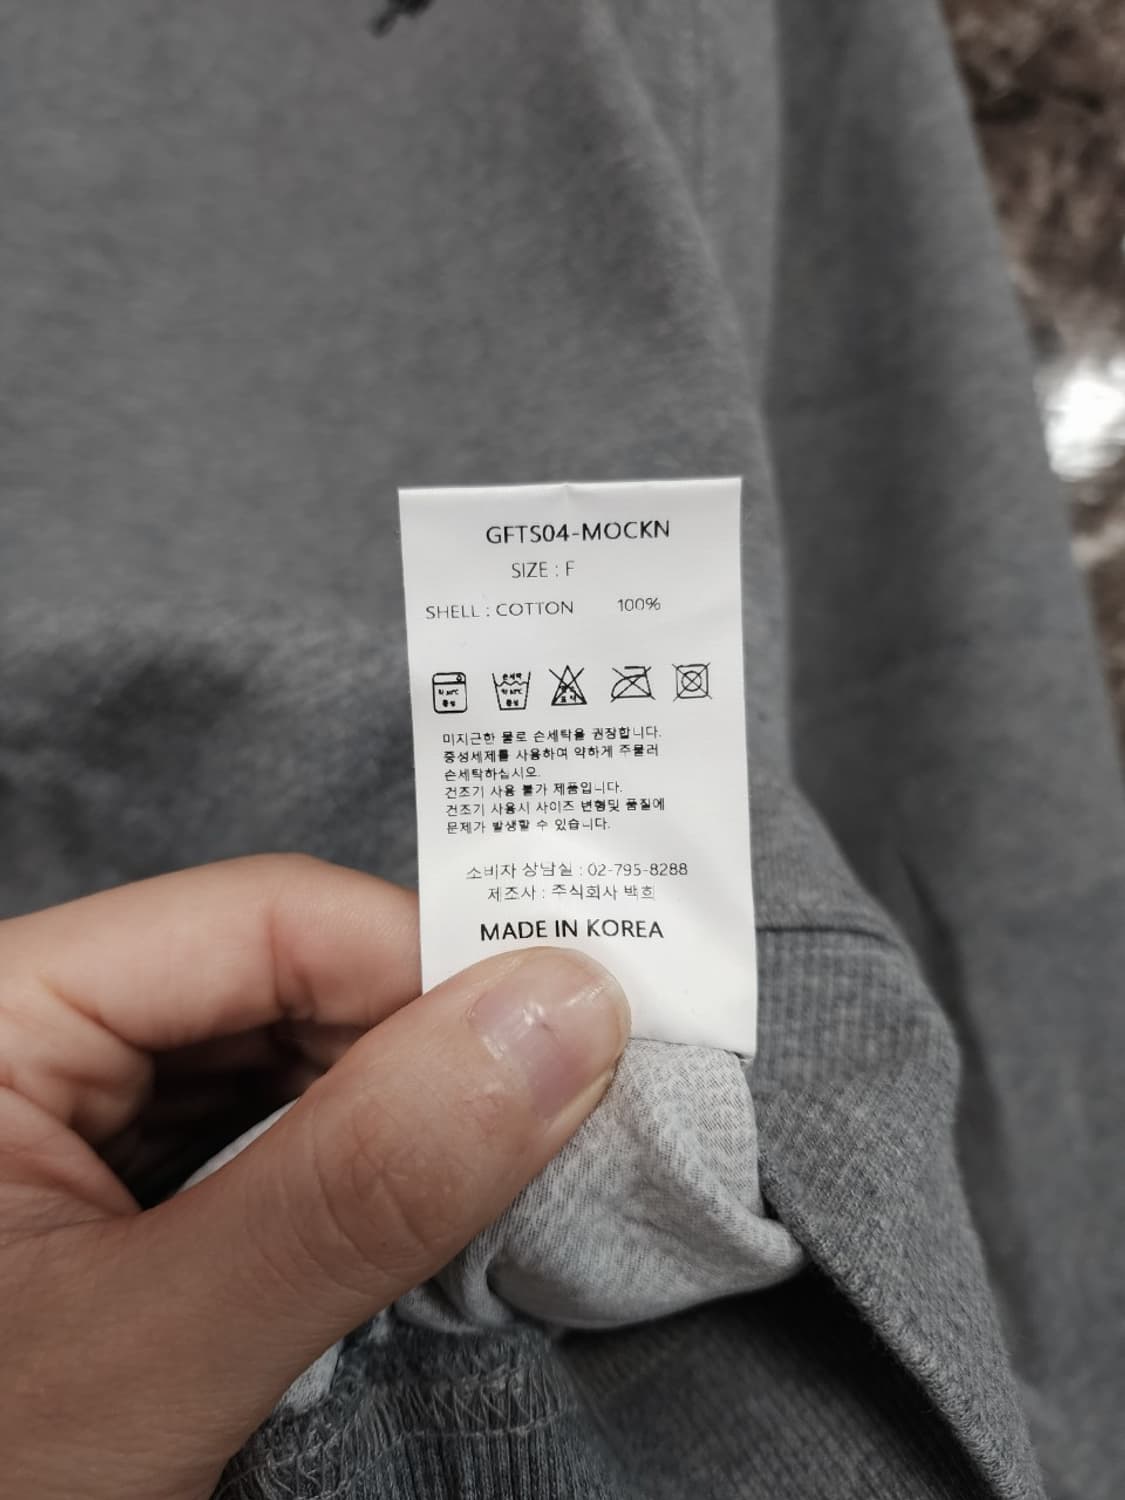 GFTS04-MOCKN
SIZE : F
SHELL : COTTON 100%
미지근한 물로 손세탁을 권장합니다.
중성세제를 사용하여 약하게 주물러
손세탁하십시오.
건조기 사용 불가 제품입니다.
건조기 사용시 사이즈 변형및 품질에
문제가 발생할 수 있습니다.
소비자 상남실 : 02-795-8288
제조사 : 주식회사 백희
MADE IN KOREA